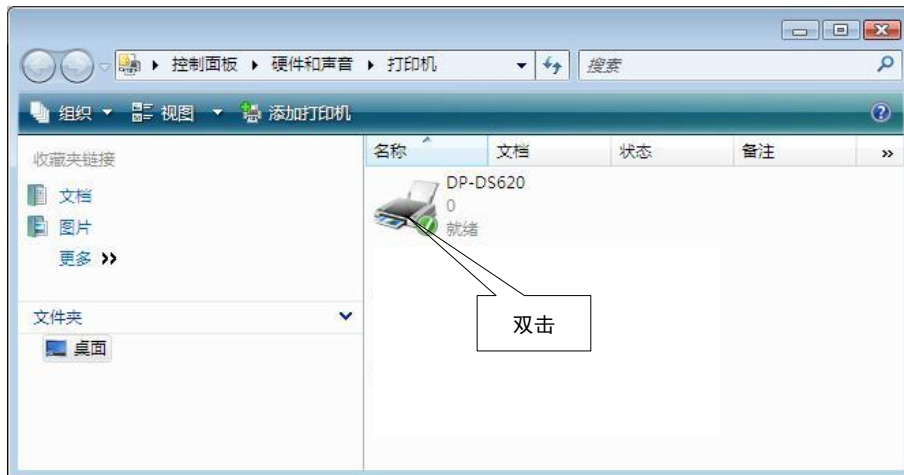 控制面板 ▸ 硬件和声音 ▸ 打印机
搜索
组织
视图
添加打印机
收藏夹链接
文档
图片
更多 >>
文件夹
桌面
名称 文档 状态 备注 >>
DP-DS620
0
就绪
双击